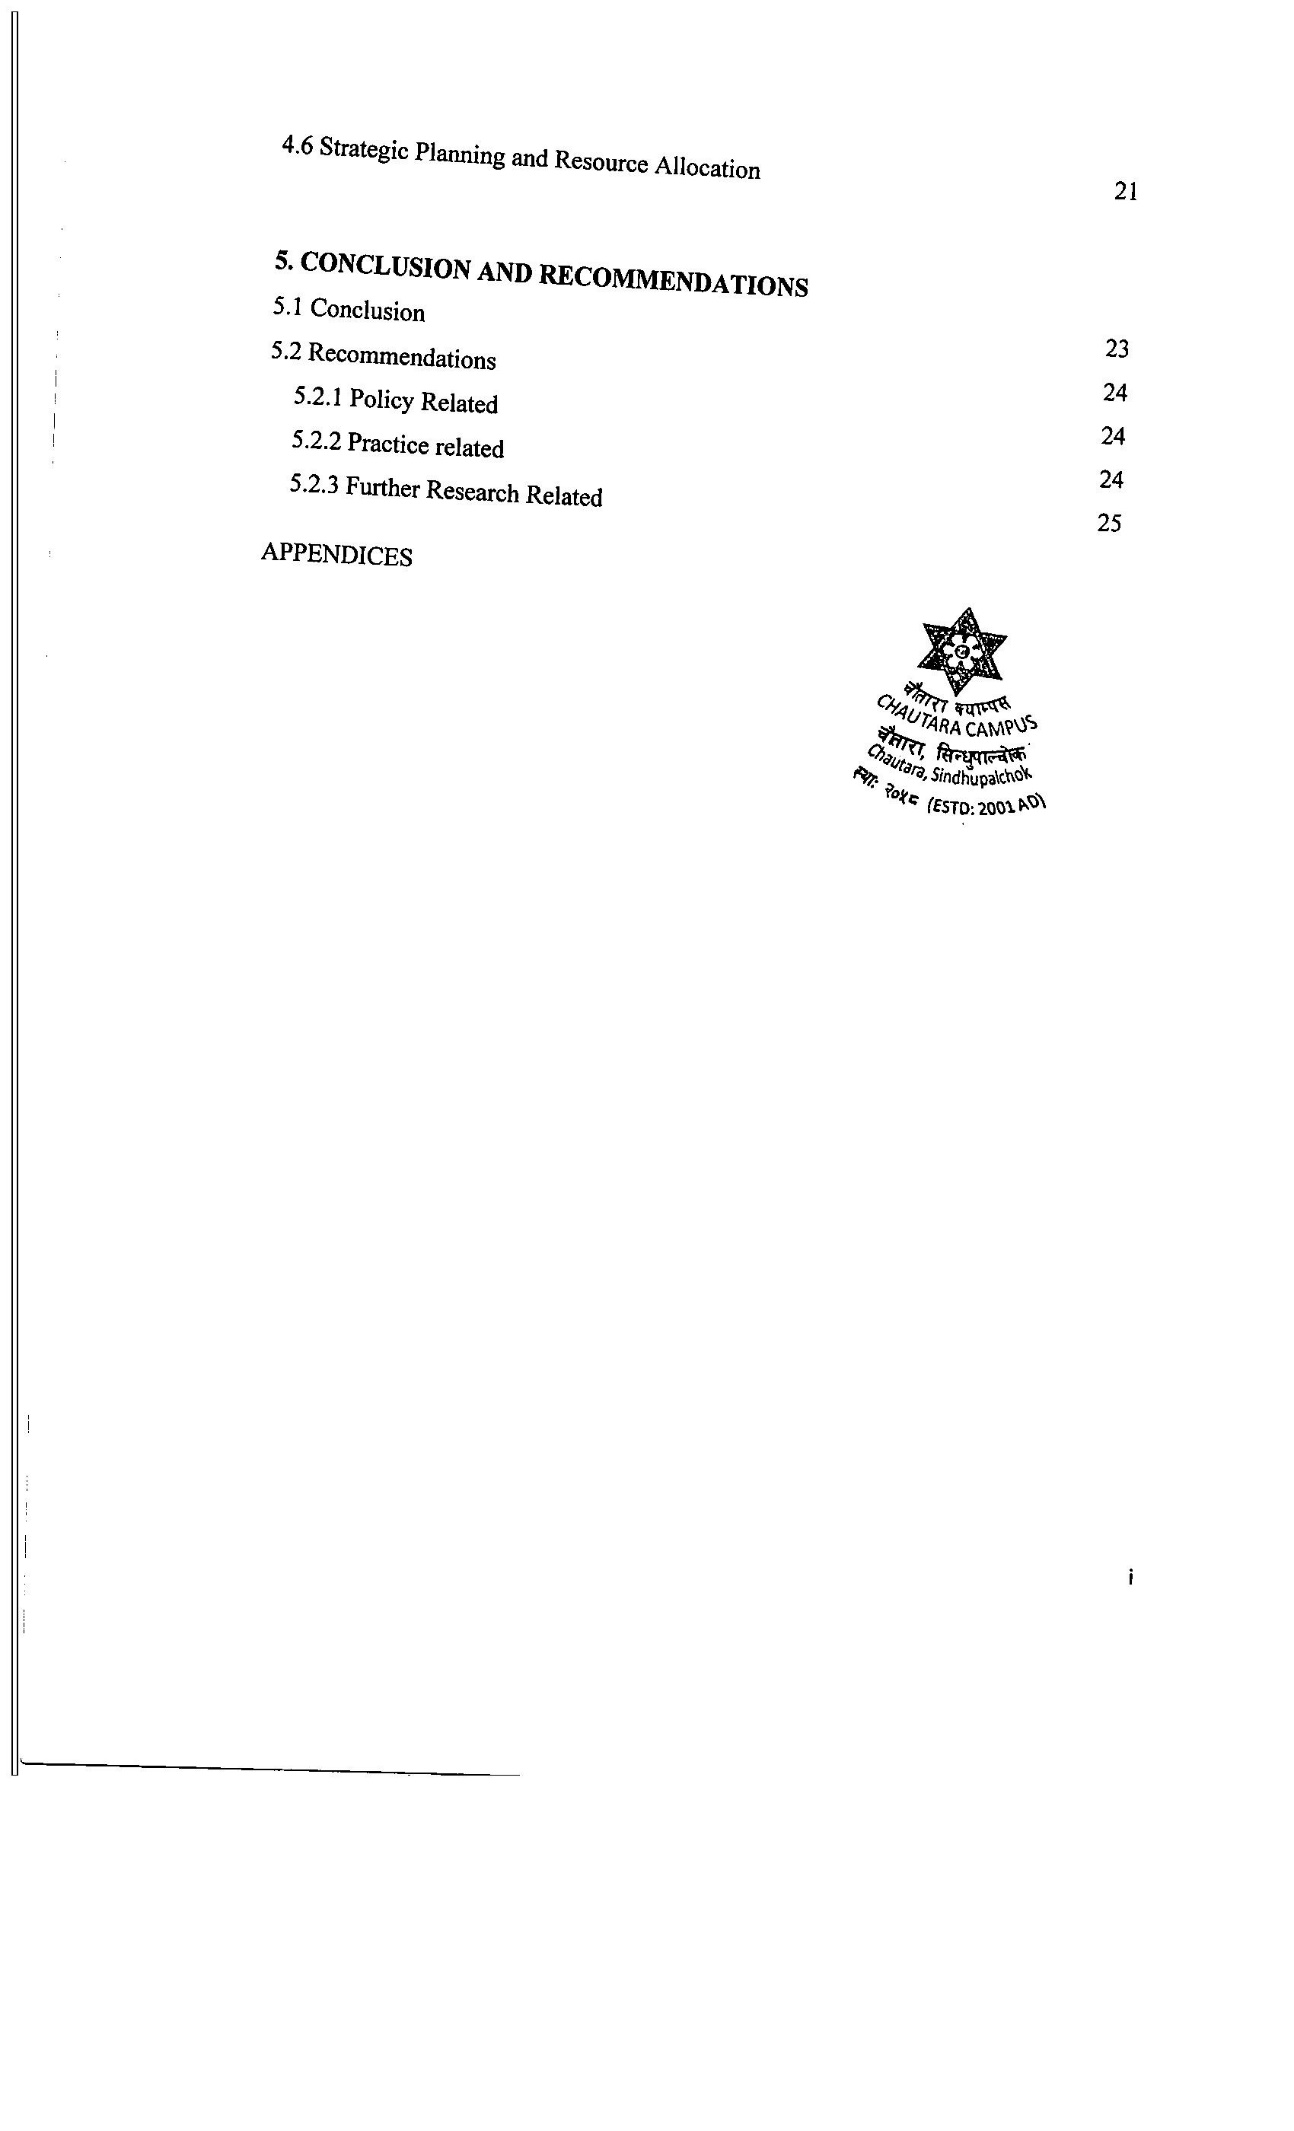 4.6 Strategic Planning and Resource Allocation 21
5. CONCLUSION AND RECOMMENDATIONS
5.1 Conclusion 23
5.2 Recommendations 24
5.2.1 Policy Related 24
5.2.2 Practice related 24
5.2.3 Further Research Related 25
APPENDICES
चौतारा क्याम्पस
CHAUTARA CAMPUS
चौतारा, सिन्धुपाल्चोक
Chautara, Sindhupalchok
स्था: २०५८ (ESTD: 2001 AD)
i